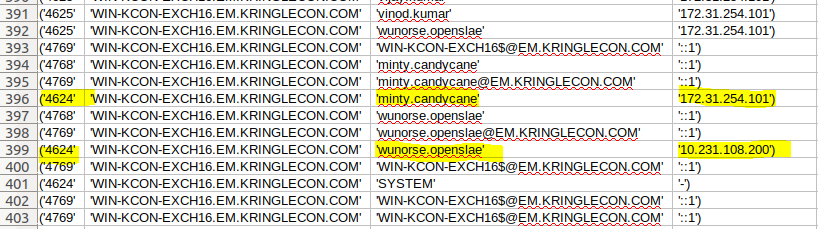 391 ('4625' 'WIN-KCON-EXCH16.EM.KRINGLECON.COM' 'vinod.kumar' '172.31.254.101')
392 ('4625' 'WIN-KCON-EXCH16.EM.KRINGLECON.COM' 'wunorse.openslae' '172.31.254.101')
393 ('4769' 'WIN-KCON-EXCH16.EM.KRINGLECON.COM' 'WIN-KCON-EXCH16$@EM.KRINGLECON.COM' '::1')
394 ('4768' 'WIN-KCON-EXCH16.EM.KRINGLECON.COM' 'minty.candycane' '::1')
395 ('4769' 'WIN-KCON-EXCH16.EM.KRINGLECON.COM' 'minty.candycane@EM.KRINGLECON.COM' '::1')
396 ('4624' 'WIN-KCON-EXCH16.EM.KRINGLECON.COM' 'minty.candycane' '172.31.254.101')
397 ('4768' 'WIN-KCON-EXCH16.EM.KRINGLECON.COM' 'wunorse.openslae' '::1')
398 ('4769' 'WIN-KCON-EXCH16.EM.KRINGLECON.COM' 'wunorse.openslae@EM.KRINGLECON.COM' '::1')
399 ('4624' 'WIN-KCON-EXCH16.EM.KRINGLECON.COM' 'wunorse.openslae' '10.231.108.200')
400 ('4769' 'WIN-KCON-EXCH16.EM.KRINGLECON.COM' 'WIN-KCON-EXCH16$@EM.KRINGLECON.COM' '::1')
401 ('4624' 'WIN-KCON-EXCH16.EM.KRINGLECON.COM' 'SYSTEM' '-')
402 ('4769' 'WIN-KCON-EXCH16.EM.KRINGLECON.COM' 'WIN-KCON-EXCH16$@EM.KRINGLECON.COM' '::1')
403 ('4769' 'WIN-KCON-EXCH16.EM.KRINGLECON.COM' 'WIN-KCON-EXCH16$@EM.KRINGLECON.COM' '::1')